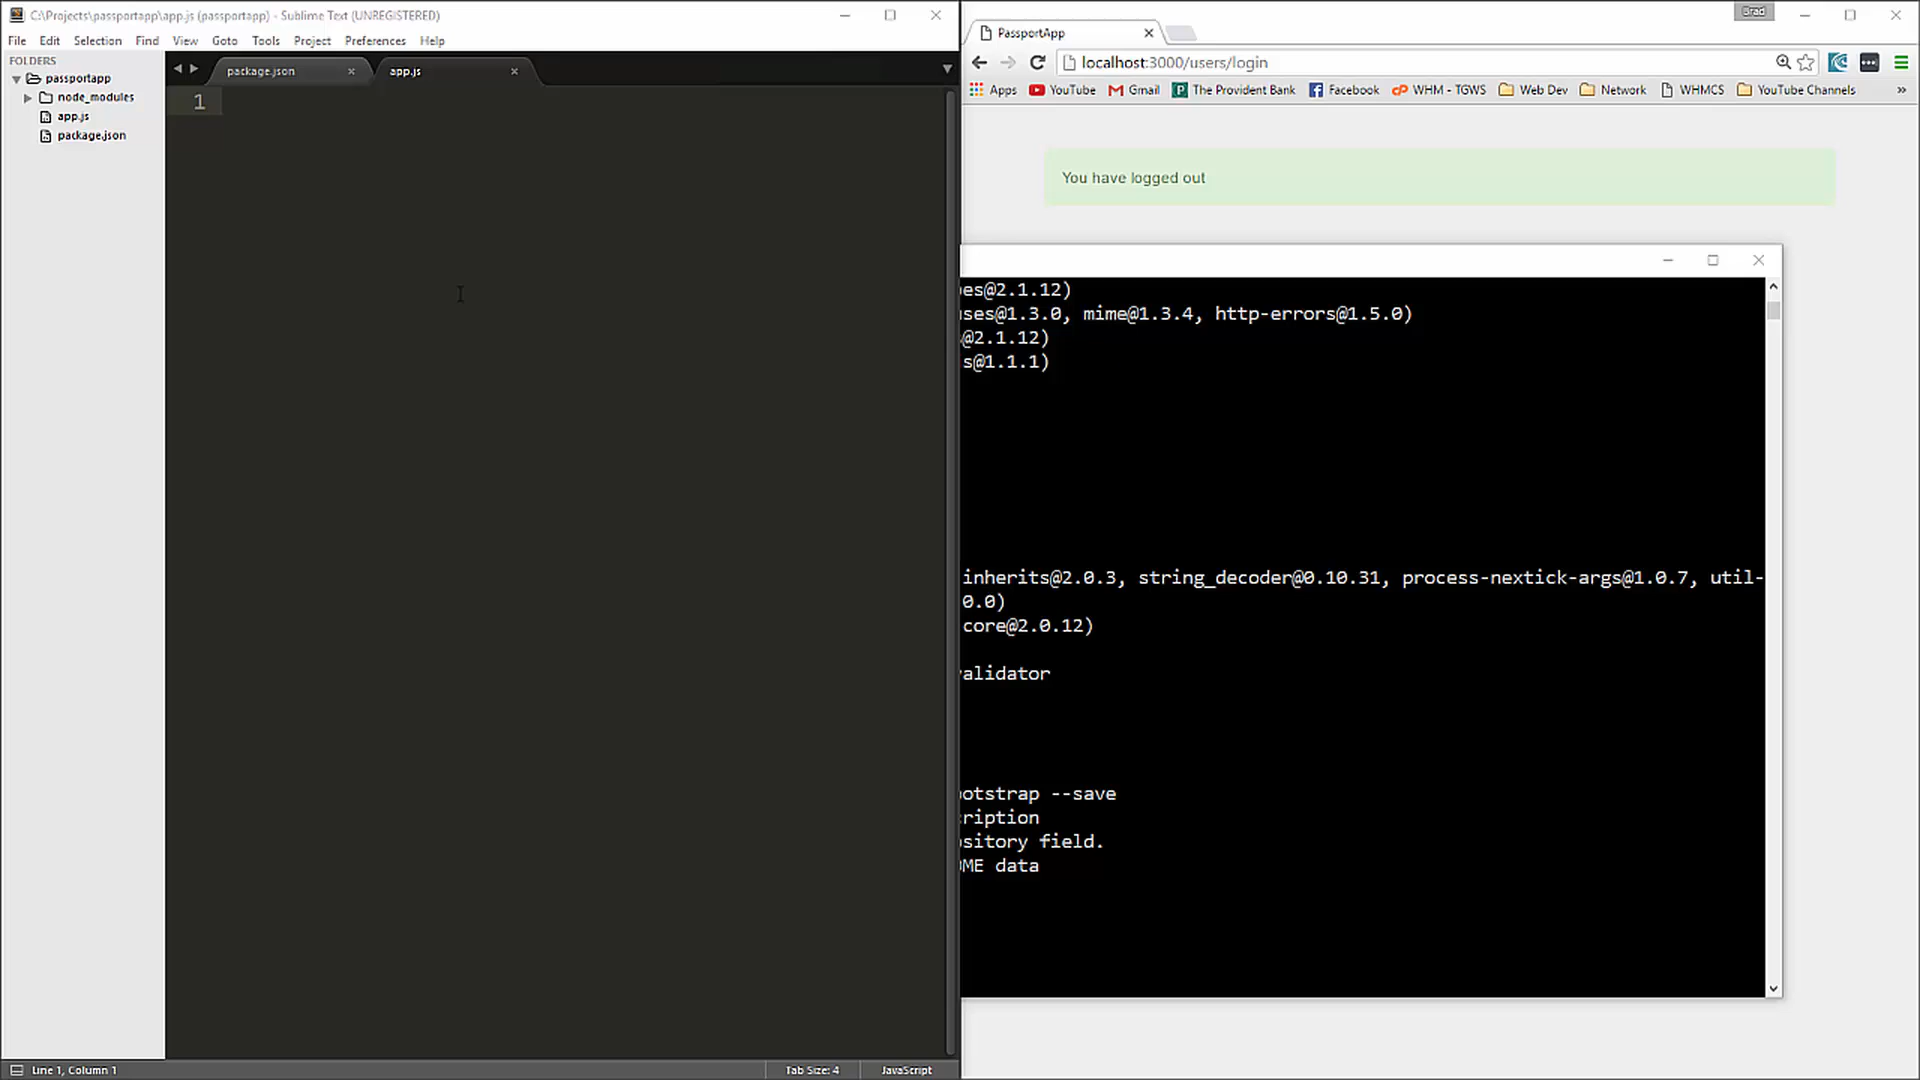 C:\Projects\passportapp\app.js (passportapp) - Sublime Text (UNREGISTERED)
File Edit Selection Find View Goto Tools Project Preferences Help
FOLDERS
passportapp
node_modules
app.js
package.json
package.json
app.js
1
Line 1, Column 1
Tab Size: 4
JavaScript
Brad
PassportApp
localhost:3000/users/login
Apps YouTube Gmail The Provident Bank Facebook WHM - TGWS Web Dev Network WHMCS YouTube Channels »
You have logged out
es@2.1.12)
ses@1.3.0, mime@1.3.4, http-errors@1.5.0)
@2.1.12)
s@1.1.1)
inherits@2.0.3, string_decoder@0.10.31, process-nextick-args@1.0.7, util-
0.0)
core@2.0.12)
alidator
otstrap --save
cription
sitory field.
ME data